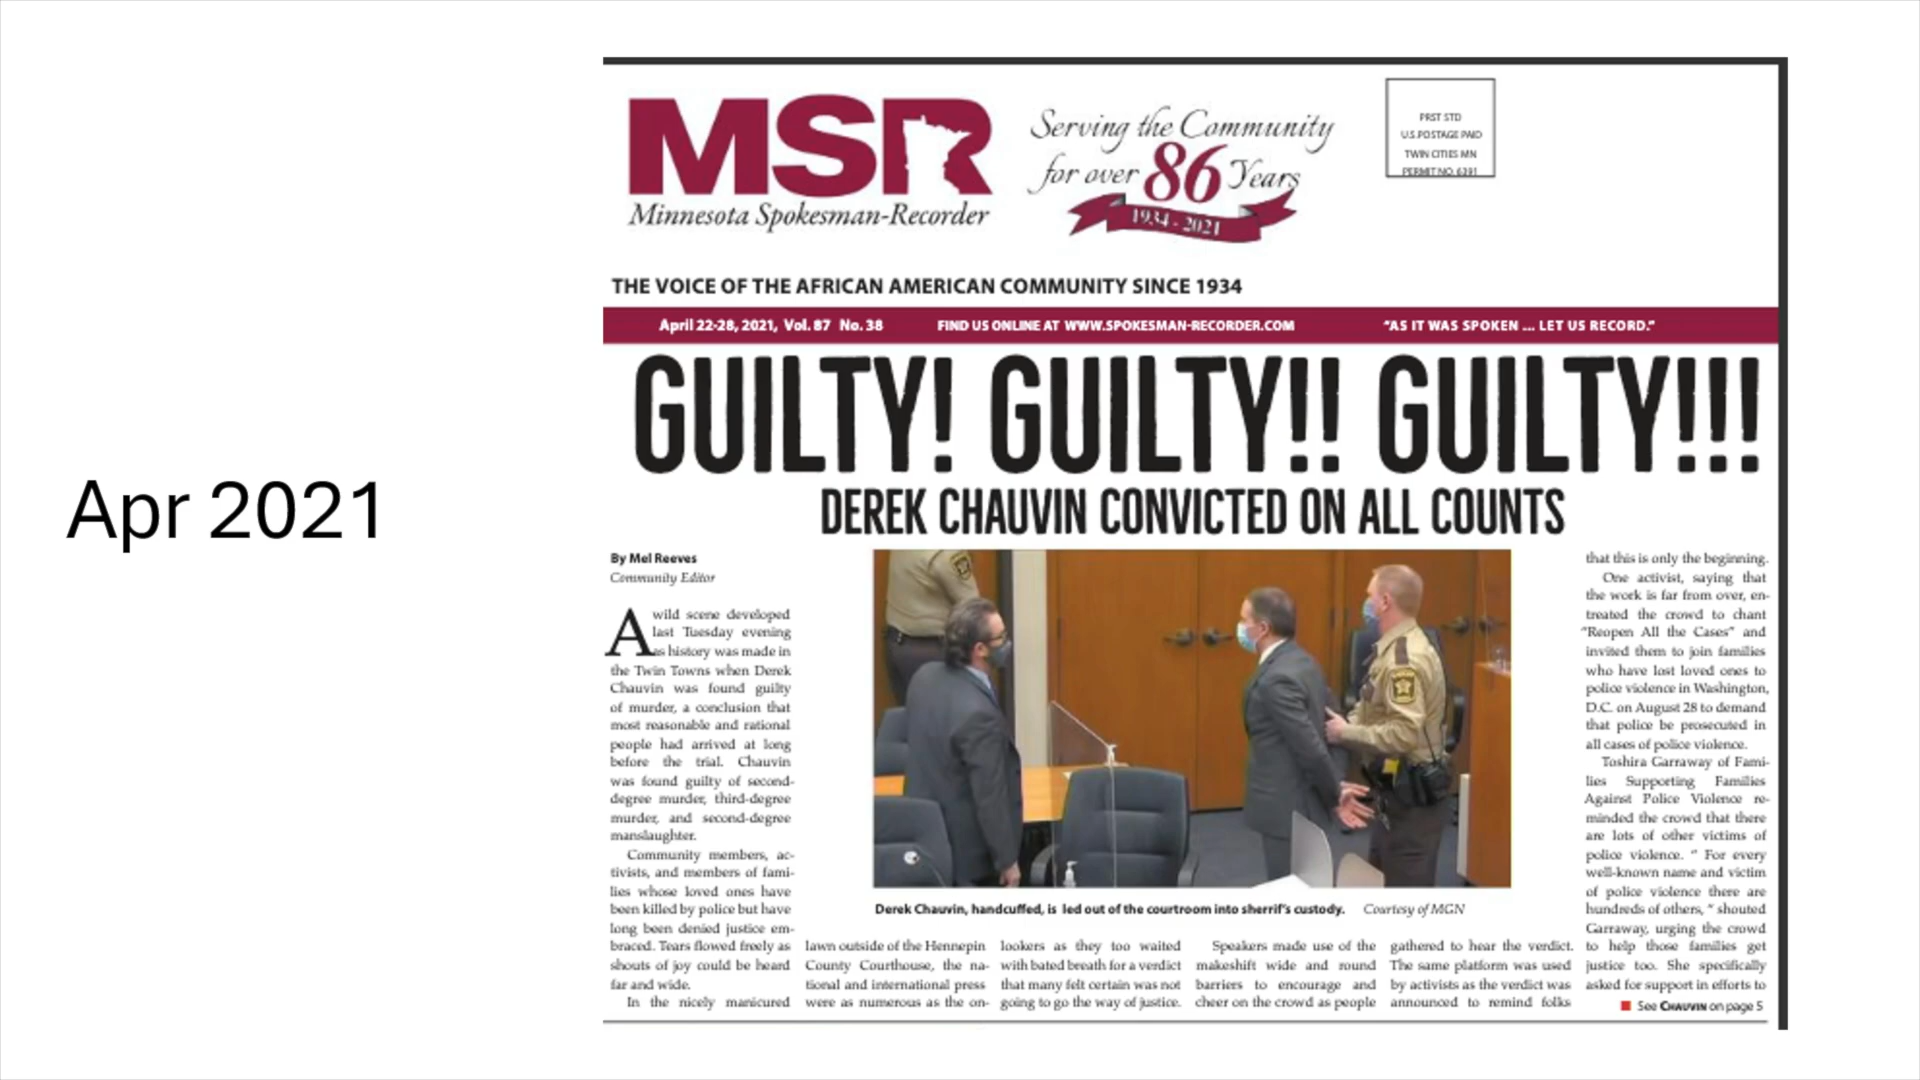 Apr 2021
MSR
Minnesota Spokesman-Recorder
Serving the Community
for over 86 Years
1934 - 2021
PRST STD
U.S.POSTAGE PAID
TWIN CITIES MN
PERMIT NO. 6391
THE VOICE OF THE AFRICAN AMERICAN COMMUNITY SINCE 1934
April 22-28, 2021, Vol. 87 No. 38
FIND US ONLINE AT WWW.SPOKESMAN-RECORDER.COM
“AS IT WAS SPOKEN ... LET US RECORD.”
GUILTY! GUILTY!! GUILTY!!!
DEREK CHAUVIN CONVICTED ON ALL COUNTS
By Mel Reeves
Community Editor
A wild scene developed
last Tuesday evening
as history was made in
the Twin Towns when Derek
Chauvin was found guilty
of murder, a conclusion that
most reasonable and rational
people had arrived at long
before the trial. Chauvin
was found guilty of second-
degree murder, third-degree
murder, and second-degree
manslaughter.
Community members, ac-
tivists, and members of fami-
lies whose loved ones have
been killed by police but have
long been denied justice em-
braced. Tears flowed freely as
shouts of joy could be heard
far and wide.
In the nicely manicured
Derek Chauvin, handcuffed, is led out of the courtroom into sherrif's custody. Courtesy of MGN
lawn outside of the Hennepin
County Courthouse, the na-
tional and international press
were as numerous as the on-
lookers as they too waited
with bated breath for a verdict
that many felt certain was not
going to go the way of justice.
Speakers made use of the
makeshift wide and round
barriers to encourage and
cheer on the crowd as people
gathered to hear the verdict.
The same platform was used
by activists as the verdict was
announced to remind folks
that this is only the beginning.
One activist, saying that
the work is far from over, en-
treated the crowd to chant
“Reopen All the Cases” and
invited them to join families
who have lost loved ones to
police violence in Washington,
D.C. on August 28 to demand
that police be prosecuted in
all cases of police violence.
Toshira Garraway of Fami-
lies Supporting Families
Against Police Violence re-
minded the crowd that there
are lots of other victims of
police violence. “ For every
well-known name and victim
of police violence there are
hundreds of others, “ shouted
Garraway, urging the crowd
to help those families get
justice too. She specifically
asked for support in efforts to
See CHAUVIN on page 5